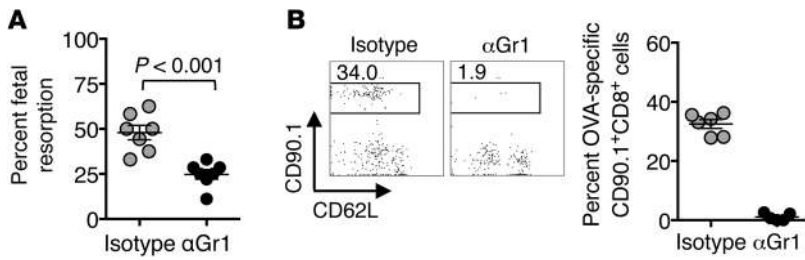 A
Percent fetal
resorption
100
75
50
25
0
P < 0.001
Isotype αGr1
B
Isotype
αGr1
34.0
1.9
CD90.1
CD62L
Percent OVA-specific
CD90.1+CD8+ cells
60
40
20
0
Isotype αGr1